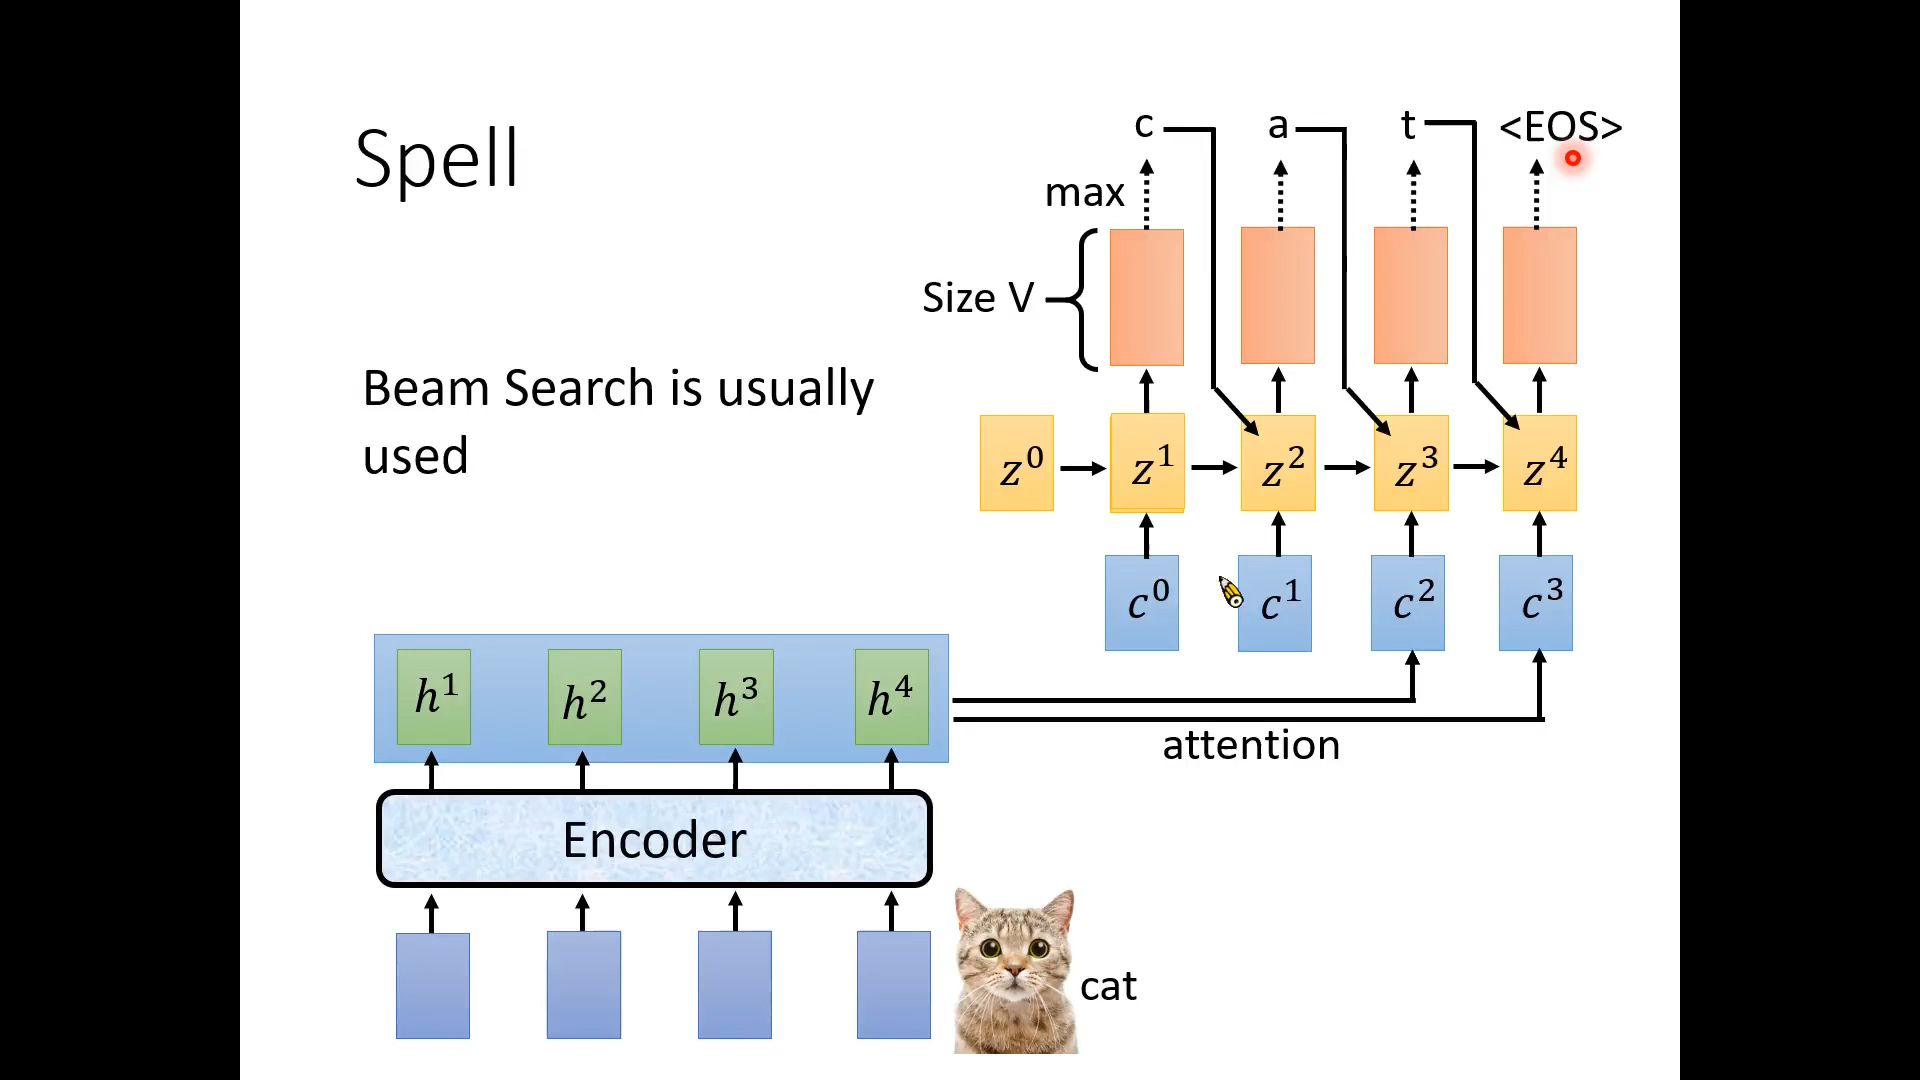 Spell
c a t <EOS>
max
Size V
Beam Search is usually
used
z⁰ z¹ z² z³ z⁴
c⁰ c¹ c² c³
h¹ h² h³ h⁴
attention
Encoder
cat